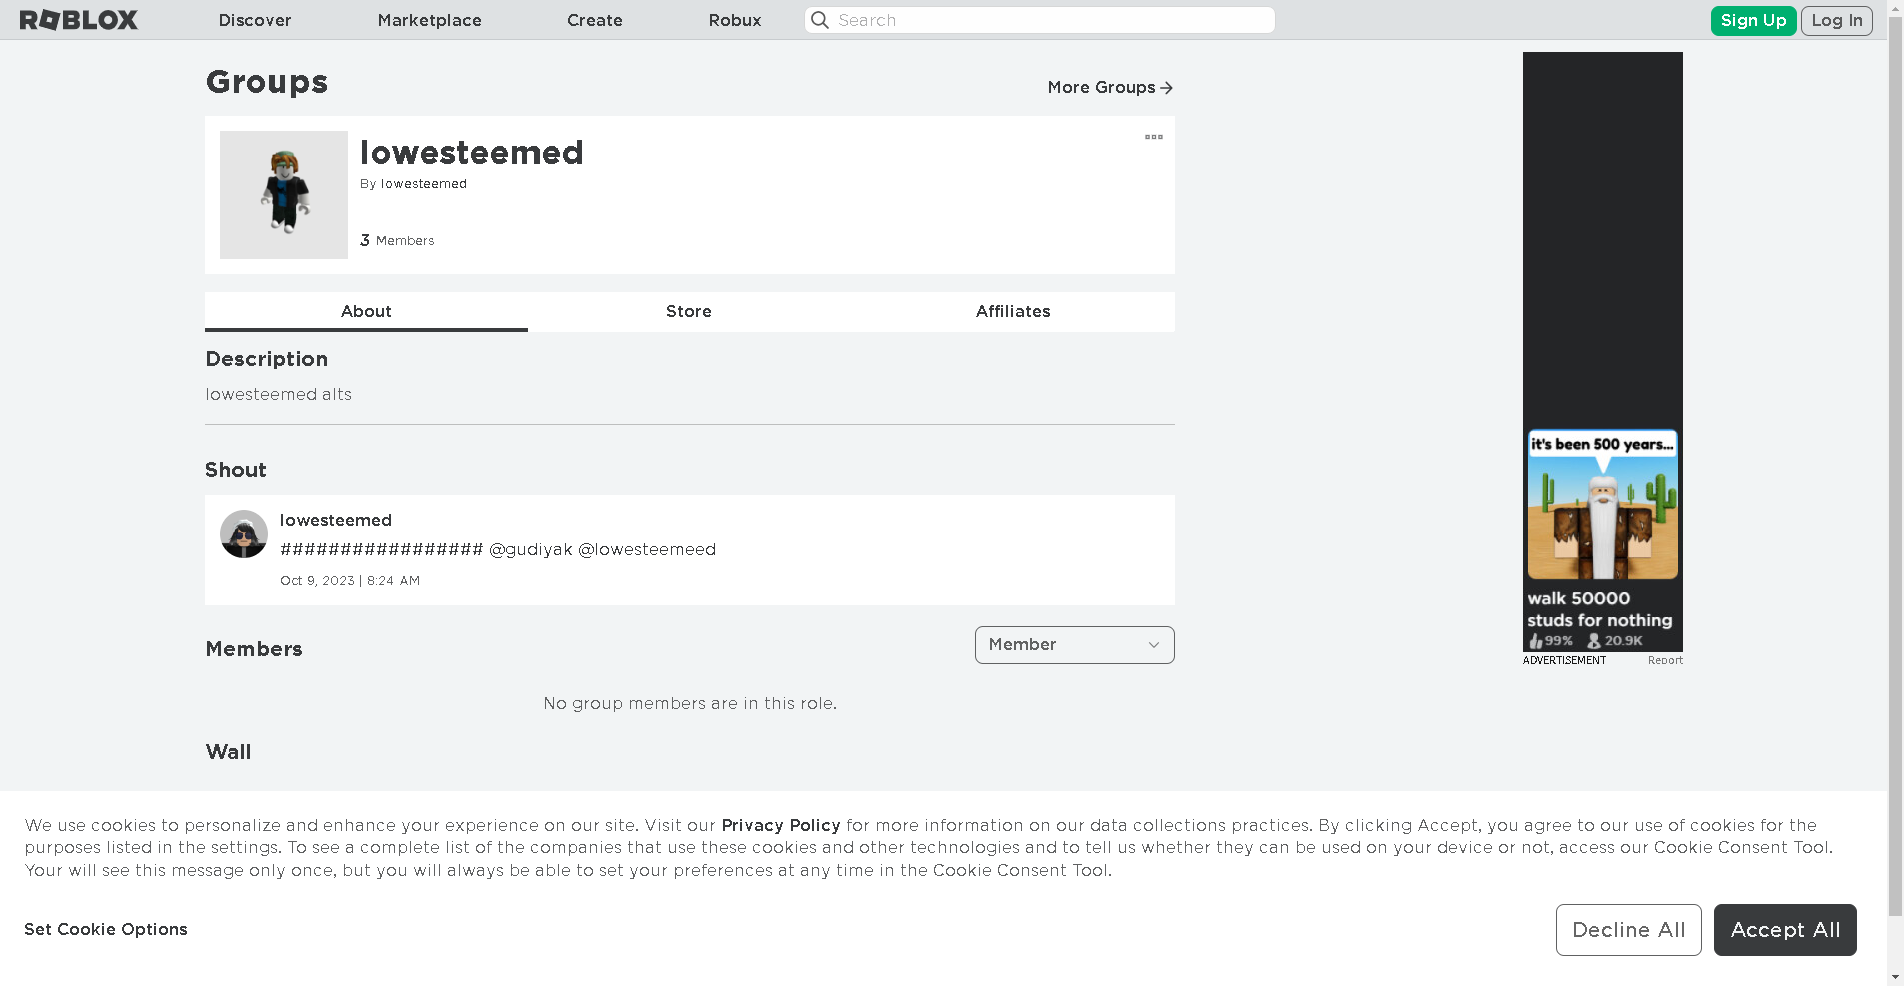 ROBLOX Discover Marketplace Create Robux Search Sign Up Log In
Groups
More Groups
lowesteemed
By lowesteemed
3 Members
About Store Affiliates
Description
lowesteemed alts
Shout
lowesteemed
################# @gudiyak @lowesteemeed
Oct 9, 2023 | 8:24 AM
Members
Member
No group members are in this role.
Wall
it's been 500 years...
walk 50000
studs for nothing
99% 20.9K
ADVERTISEMENT Report
We use cookies to personalize and enhance your experience on our site. Visit our Privacy Policy for more information on our data collections practices. By clicking Accept, you agree to our use of cookies for the
purposes listed in the settings. To see a complete list of the companies that use these cookies and other technologies and to tell us whether they can be used on your device or not, access our Cookie Consent Tool.
Your will see this message only once, but you will always be able to set your preferences at any time in the Cookie Consent Tool.
Set Cookie Options
Decline All Accept All